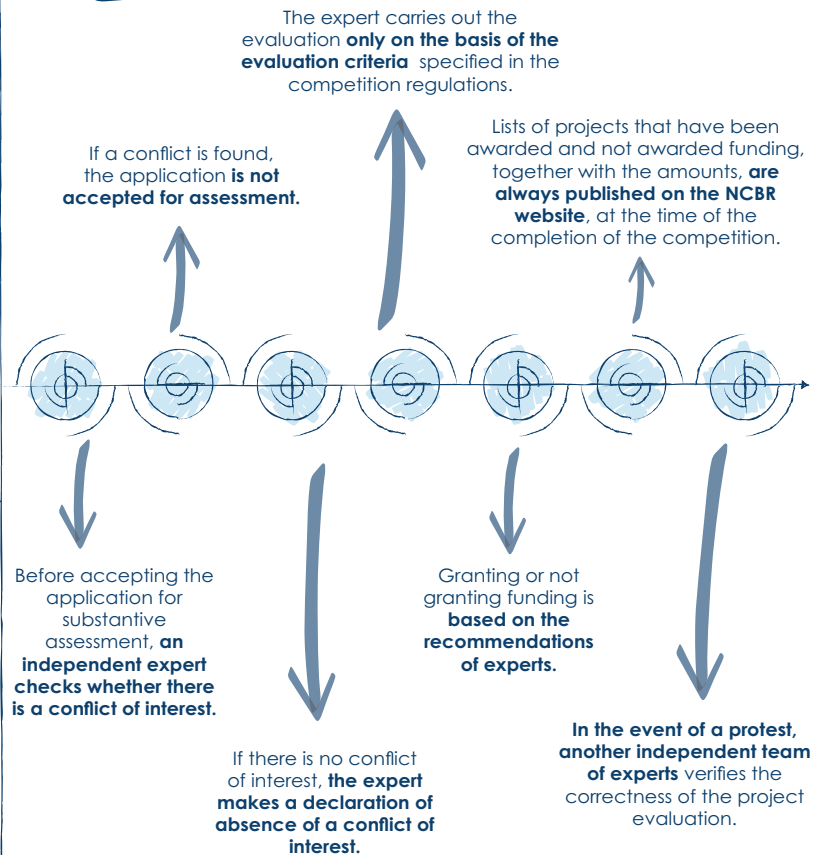 The expert carries out the
evaluation only on the basis of the
evaluation criteria specified in the
competition regulations.
If a conflict is found,
the application is not
accepted for assessment.
Lists of projects that have been
awarded and not awarded funding,
together with the amounts, are
always published on the NCBR
website, at the time of the
completion of the competition.
Before accepting the
application for
substantive
assessment, an
independent expert
checks whether there
is a conflict of interest.
If there is no conflict
of interest, the expert
makes a declaration of
absence of a conflict of
interest.
Granting or not
granting funding is
based on the
recommendations
of experts.
In the event of a protest,
another independent team
of experts verifies the
correctness of the project
evaluation.